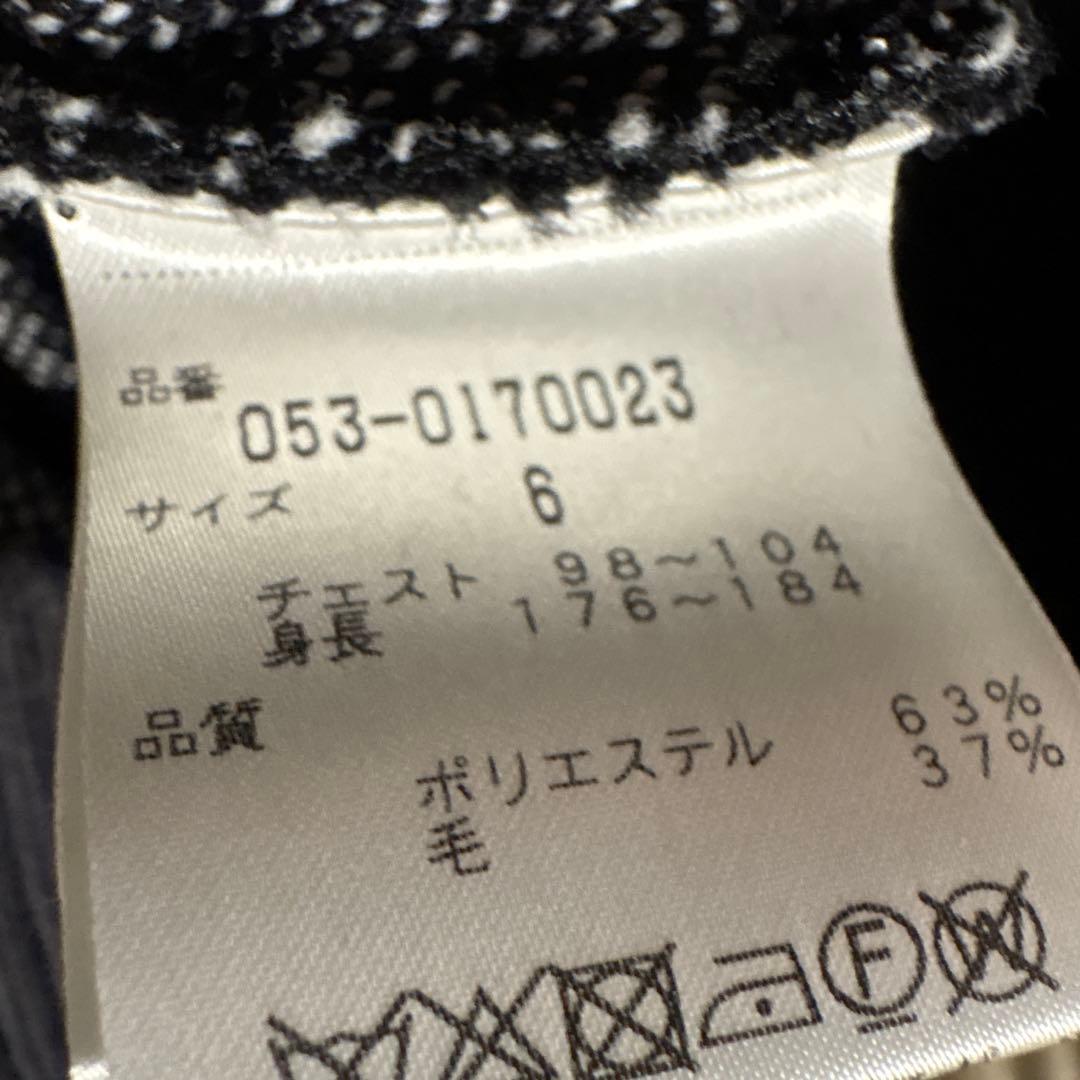 品番 053-0170023
サイズ 6
チェスト 98～104
身長 176～184
品質
ポリエステル 63%
毛 37%
F
W